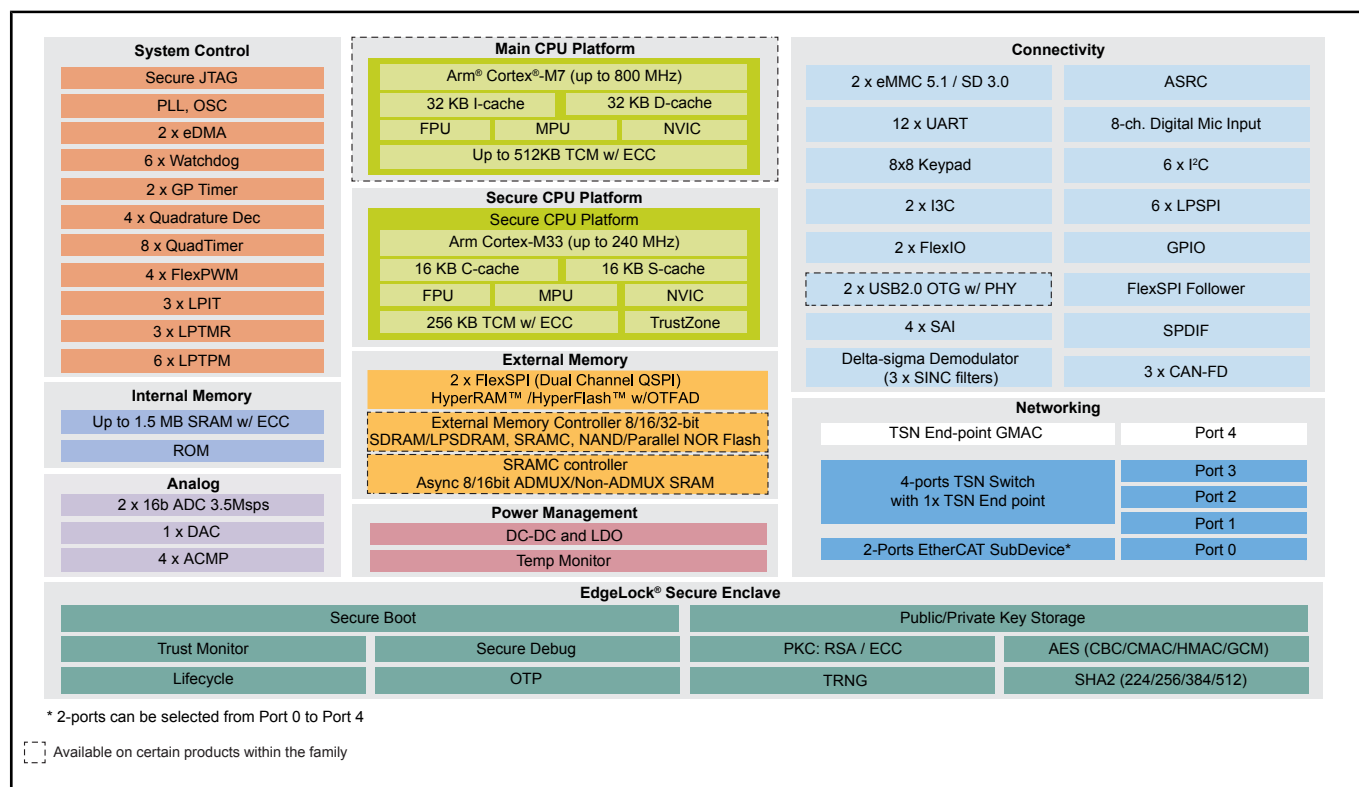 System Control
Secure JTAG
PLL, OSC
2 x eDMA
6 x Watchdog
2 x GP Timer
4 x Quadrature Dec
8 x QuadTimer
4 x FlexPWM
3 x LPIT
3 x LPTMR
6 x LPTPM
Internal Memory
Up to 1.5 MB SRAM w/ ECC
ROM
Analog
2 x 16b ADC 3.5Msps
1 x DAC
4 x ACMP
Main CPU Platform
Arm® Cortex®-M7 (up to 800 MHz)
32 KB I-cache
32 KB D-cache
FPU
MPU
NVIC
Up to 512KB TCM w/ ECC
Secure CPU Platform
Secure CPU Platform
Arm Cortex-M33 (up to 240 MHz)
16 KB C-cache
16 KB S-cache
FPU
MPU
NVIC
256 KB TCM w/ ECC
TrustZone
External Memory
2 x FlexSPI (Dual Channel QSPI)
HyperRAM™ /HyperFlash™ w/OTFAD
External Memory Controller 8/16/32-bit
SDRAM/LPSDRAM, SRAMC, NAND/Parallel NOR Flash
SRAMC controller
Async 8/16bit ADMUX/Non-ADMUX SRAM
Power Management
DC-DC and LDO
Temp Monitor
Connectivity
2 x eMMC 5.1 / SD 3.0
ASRC
12 x UART
8-ch. Digital Mic Input
8x8 Keypad
6 x I²C
2 x I3C
6 x LPSPI
2 x FlexIO
GPIO
2 x USB2.0 OTG w/ PHY
FlexSPI Follower
4 x SAI
SPDIF
Delta-sigma Demodulator
(3 x SINC filters)
3 x CAN-FD
Networking
TSN End-point GMAC
Port 4
4-ports TSN Switch
with 1x TSN End point
Port 3
Port 2
Port 1
2-Ports EtherCAT SubDevice*
Port 0
EdgeLock® Secure Enclave
Secure Boot
Public/Private Key Storage
Trust Monitor
Secure Debug
PKC: RSA / ECC
AES (CBC/CMAC/HMAC/GCM)
Lifecycle
OTP
TRNG
SHA2 (224/256/384/512)
* 2-ports can be selected from Port 0 to Port 4
Available on certain products within the family